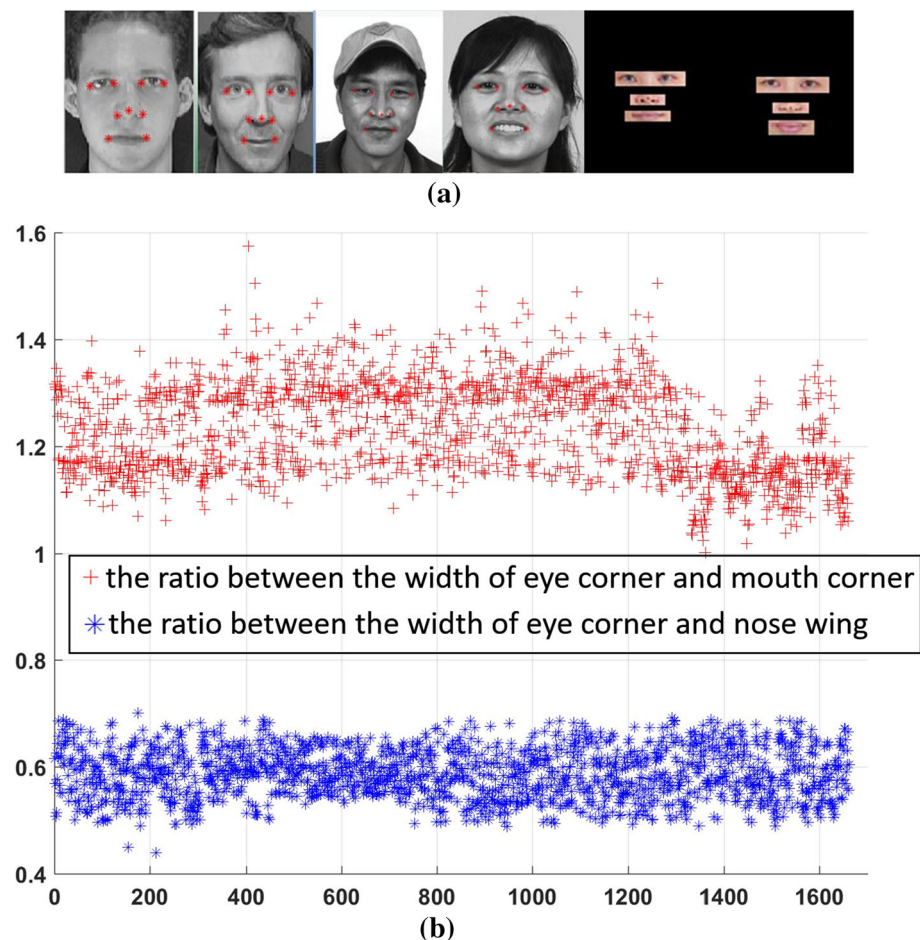 (a)
1.6
1.4
1.2
1
+ the ratio between the width of eye corner and mouth corner
✳ the ratio between the width of eye corner and nose wing
0.8
0.6
0.4
0 200 400 600 800 1000 1200 1400 1600
(b)